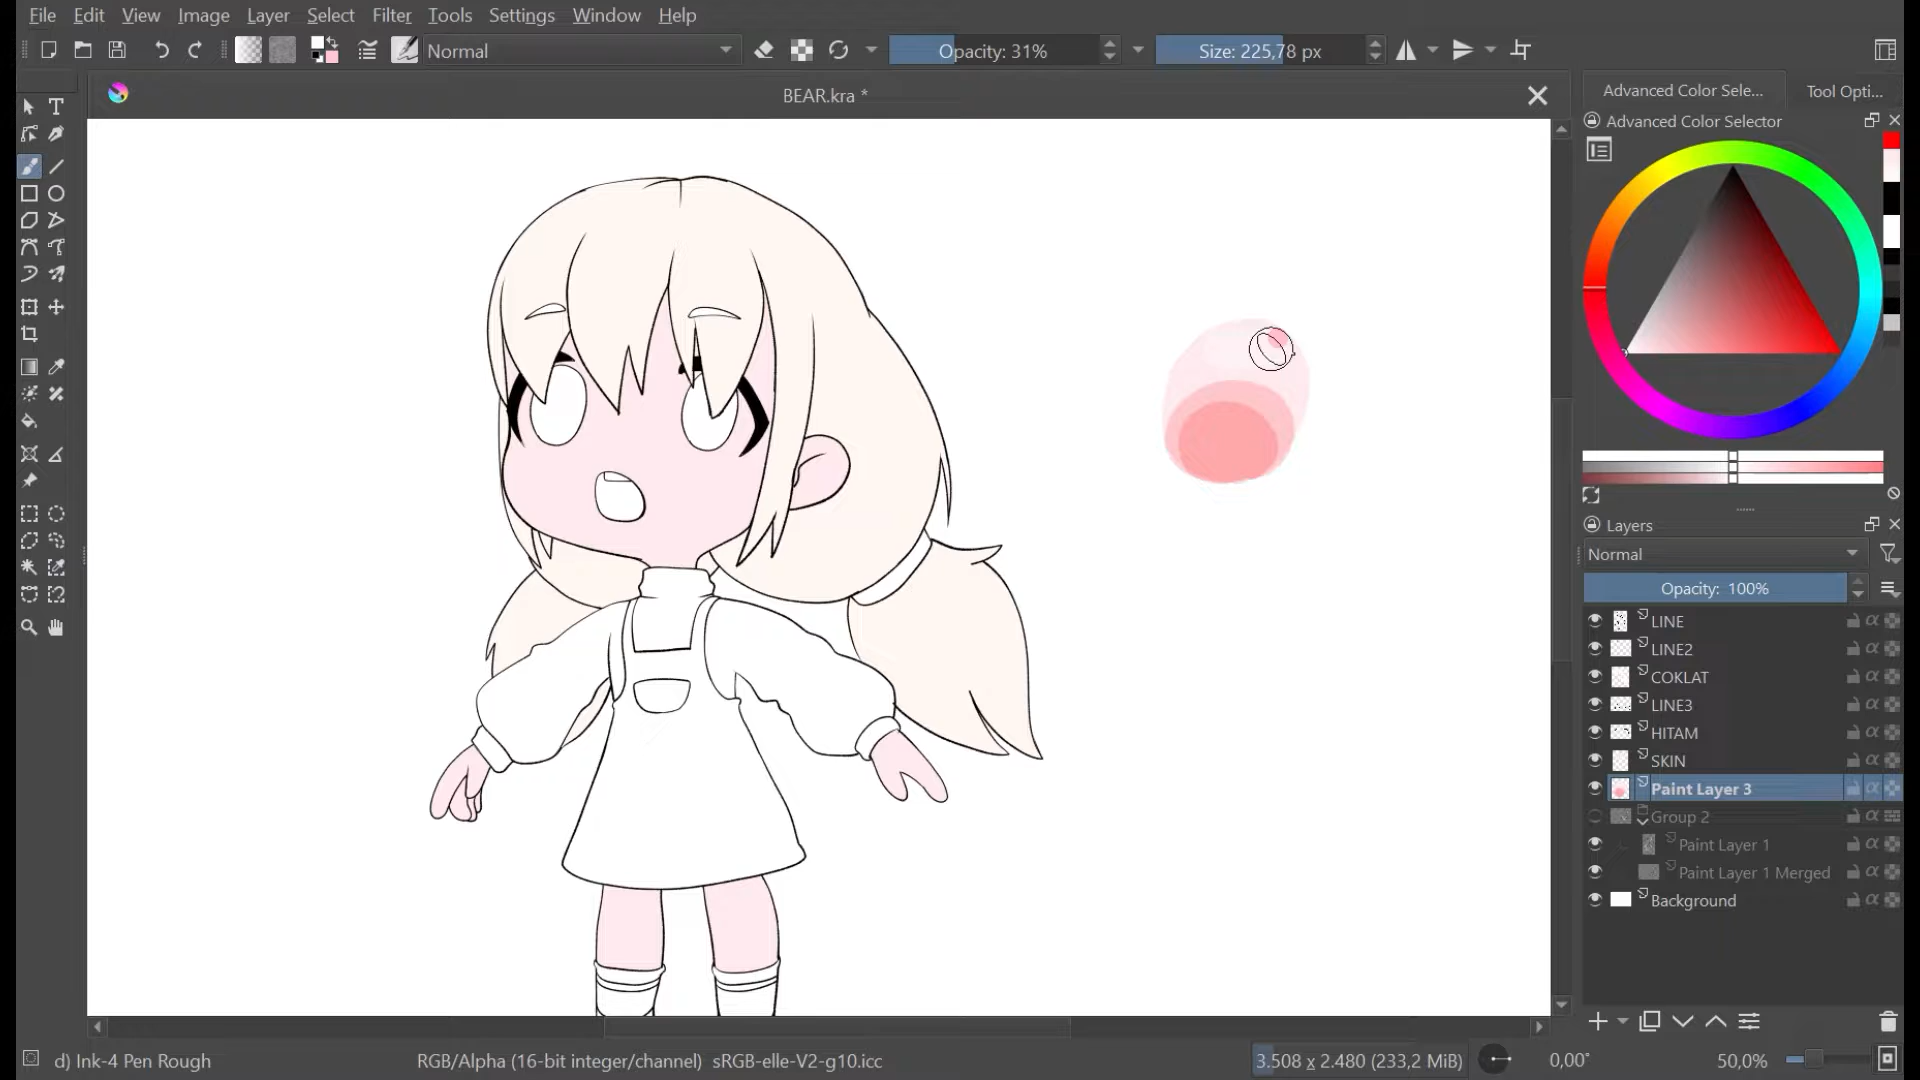 File Edit View Image Layer Select Filter Tools Settings Window Help
Normal Opacity: 31% Size: 225,78 px
BEAR.kra *
Advanced Color Sele... Tool Opti...
Advanced Color Selector
Layers
Normal
Opacity: 100%
LINE
LINE2
COKLAT
LINE3
HITAM
SKIN
Paint Layer 3
Group 2
Paint Layer 1
Paint Layer 1 Merged
Background
d) Ink-4 Pen Rough RGB/Alpha (16-bit integer/channel) sRGB-elle-V2-g10.icc 3.508 x 2.480 (233,2 MiB) 0,00° 50,0%